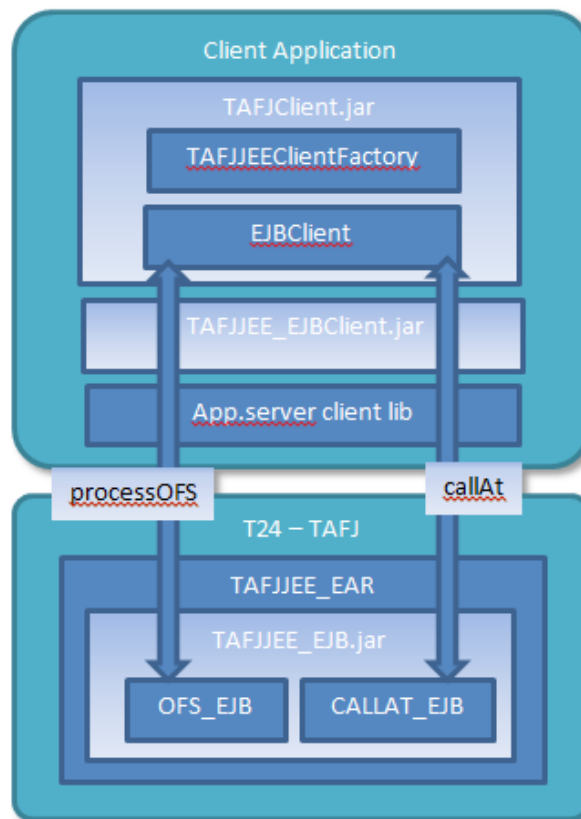 Client Application
TAFJClient.jar
TAFJJEEClientFactory
EJBClient
TAFJJEE_EJBClient.jar
App.server client lib
processOFS
callAt
T24 – TAFJ
TAFJJEE_EAR
TAFJJEE_EJB.jar
OFS_EJB
CALLAT_EJB